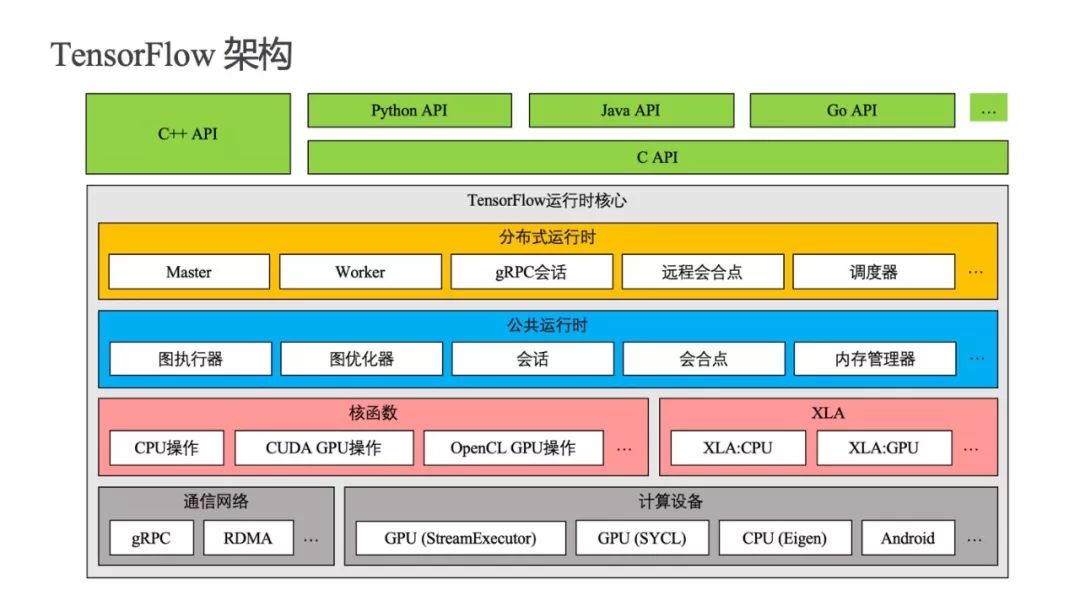 TensorFlow 架构
C++ API
Python API
Java API
Go API
...
C API
TensorFlow运行时核心
分布式运行时
Master
Worker
gRPC会话
远程会合点
调度器
...
公共运行时
图执行器
图优化器
会话
会合点
内存管理器
...
核函数
CPU操作
CUDA GPU操作
OpenCL GPU操作
...
XLA
XLA:CPU
XLA:GPU
...
通信网络
gRPC
RDMA
...
计算设备
GPU (StreamExecutor)
GPU (SYCL)
CPU (Eigen)
Android
...